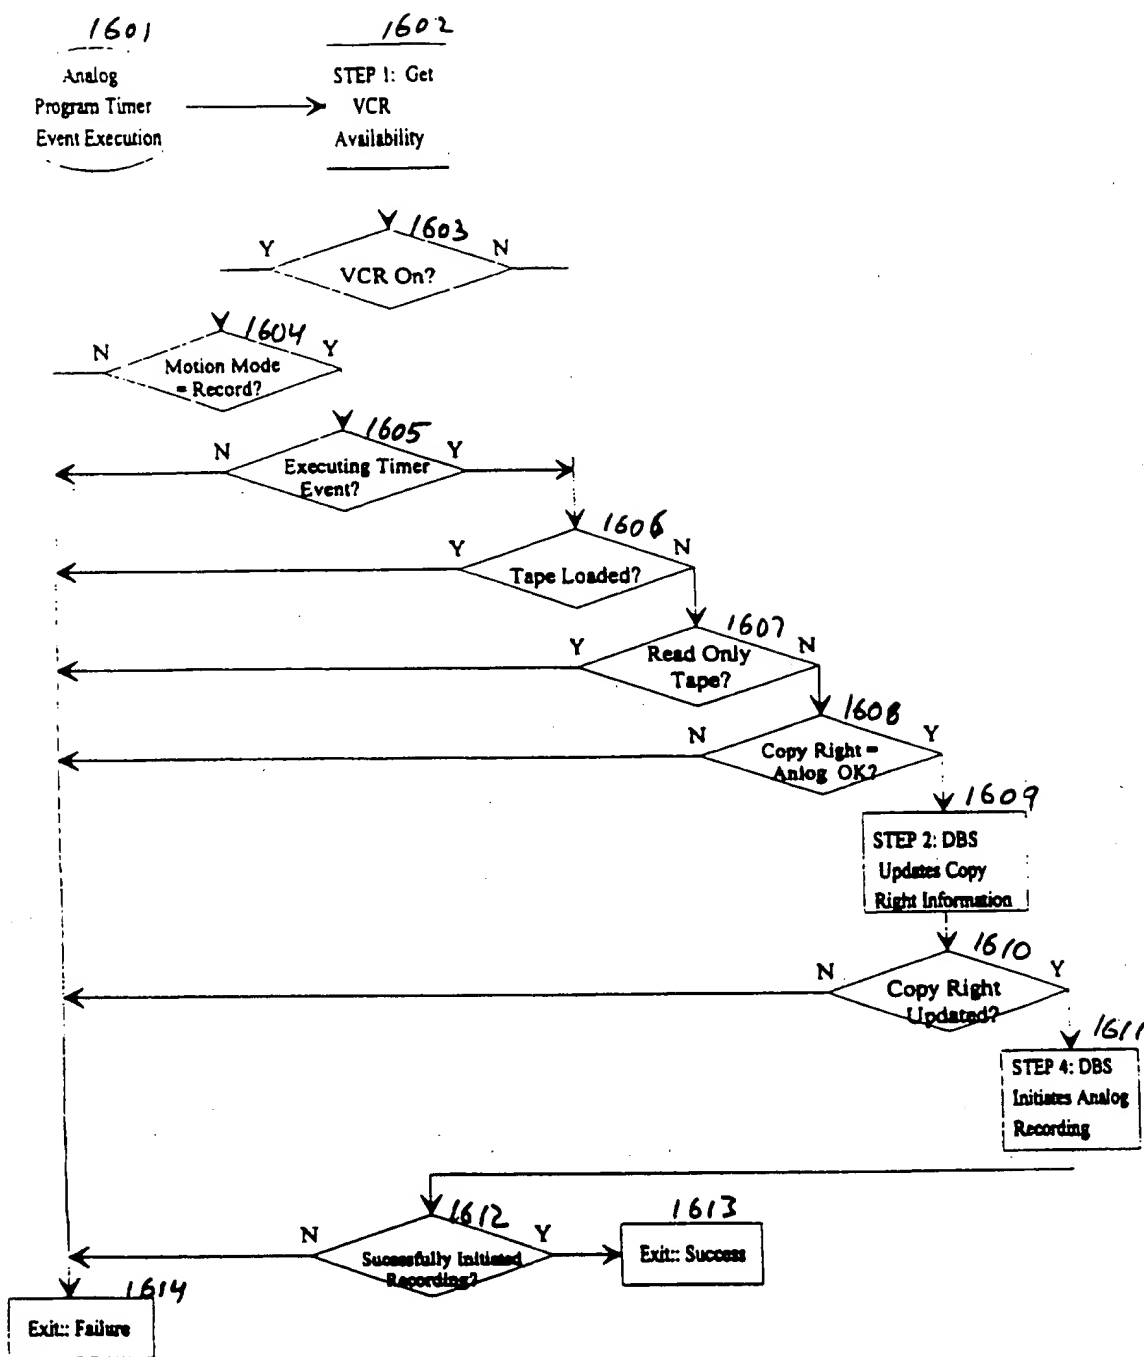 1601
1602
Analog
Program Timer
Event Execution
STEP 1: Get
VCR
Availability
1603
Y
N
VCR On?
1604
N
Y
Motion Mode
= Record?
1605
N
Y
Executing Timer
Event?
1606
Y
N
Tape Loaded?
1607
Y
N
Read Only
Tape?
1608
N
Y
Copy Right =
Anlog OK?
1609
STEP 2: DBS
Updates Copy
Right Information
1610
N
Y
Copy Right
Updated?
1611
STEP 4: DBS
Initiates Analog
Recording
1612
1613
N
Y
Sucessfully Initiated
Recording?
Exit:: Success
1614
Exit:: Failure